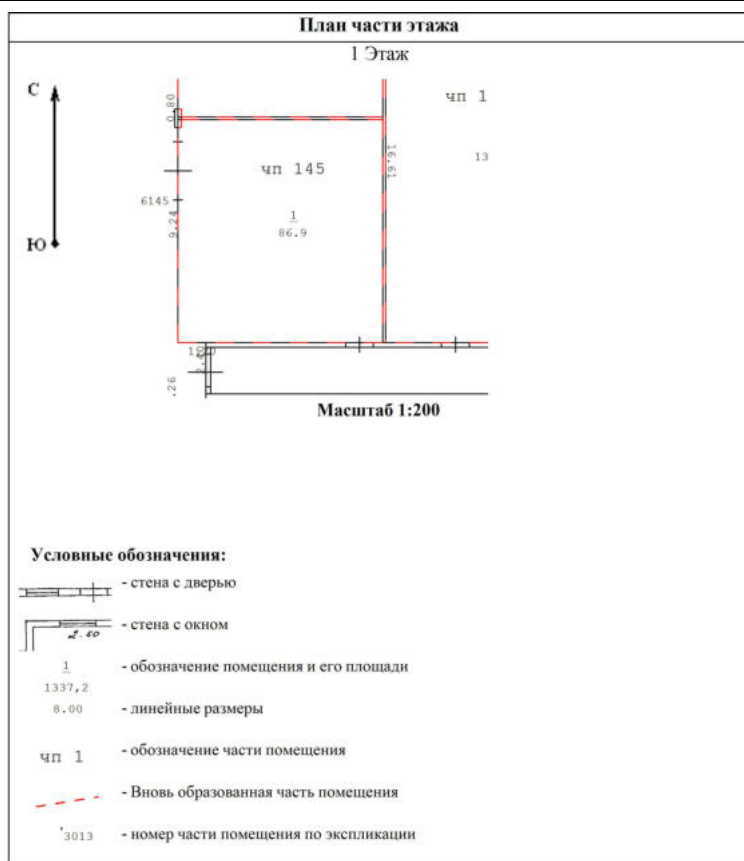 План части этажа
1 Этаж
С
0.80
чп 1
16.61
13
чп 145
6145
9.24
1
86.9
Ю
.26
Масштаб 1:200
Условные обозначения:
- стена с дверью
2.60
- стена с окном
1
1337,2
- обозначение помещения и его площади
8.00
- линейные размеры
чп 1
- обозначение части помещения
- Вновь образованная часть помещения
3013
- номер части помещения по экспликации